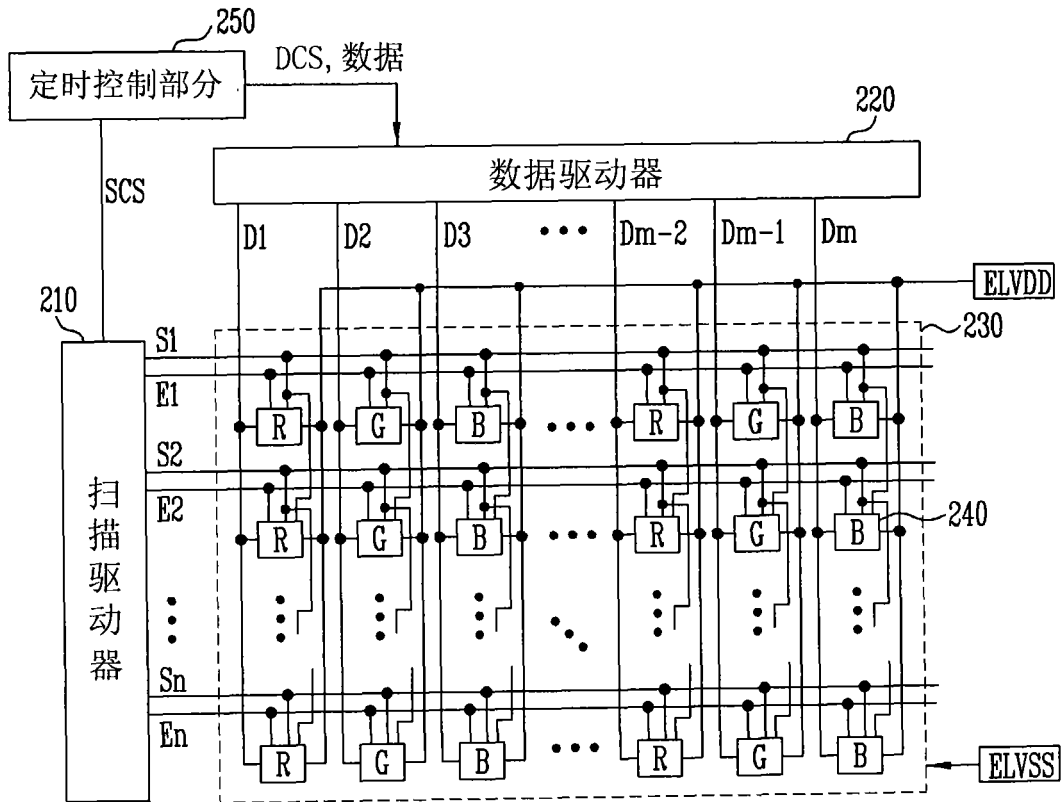 250
定时控制部分
DCS, 数据
220
数据驱动器
SCS
D1 D2 D3 Dm-2 Dm-1 Dm
ELVDD
210
230
S1
E1
R G B R G B
S2
E2
R G B R G B
240
扫描驱动器
Sn
En
R G B R G B
ELVSS